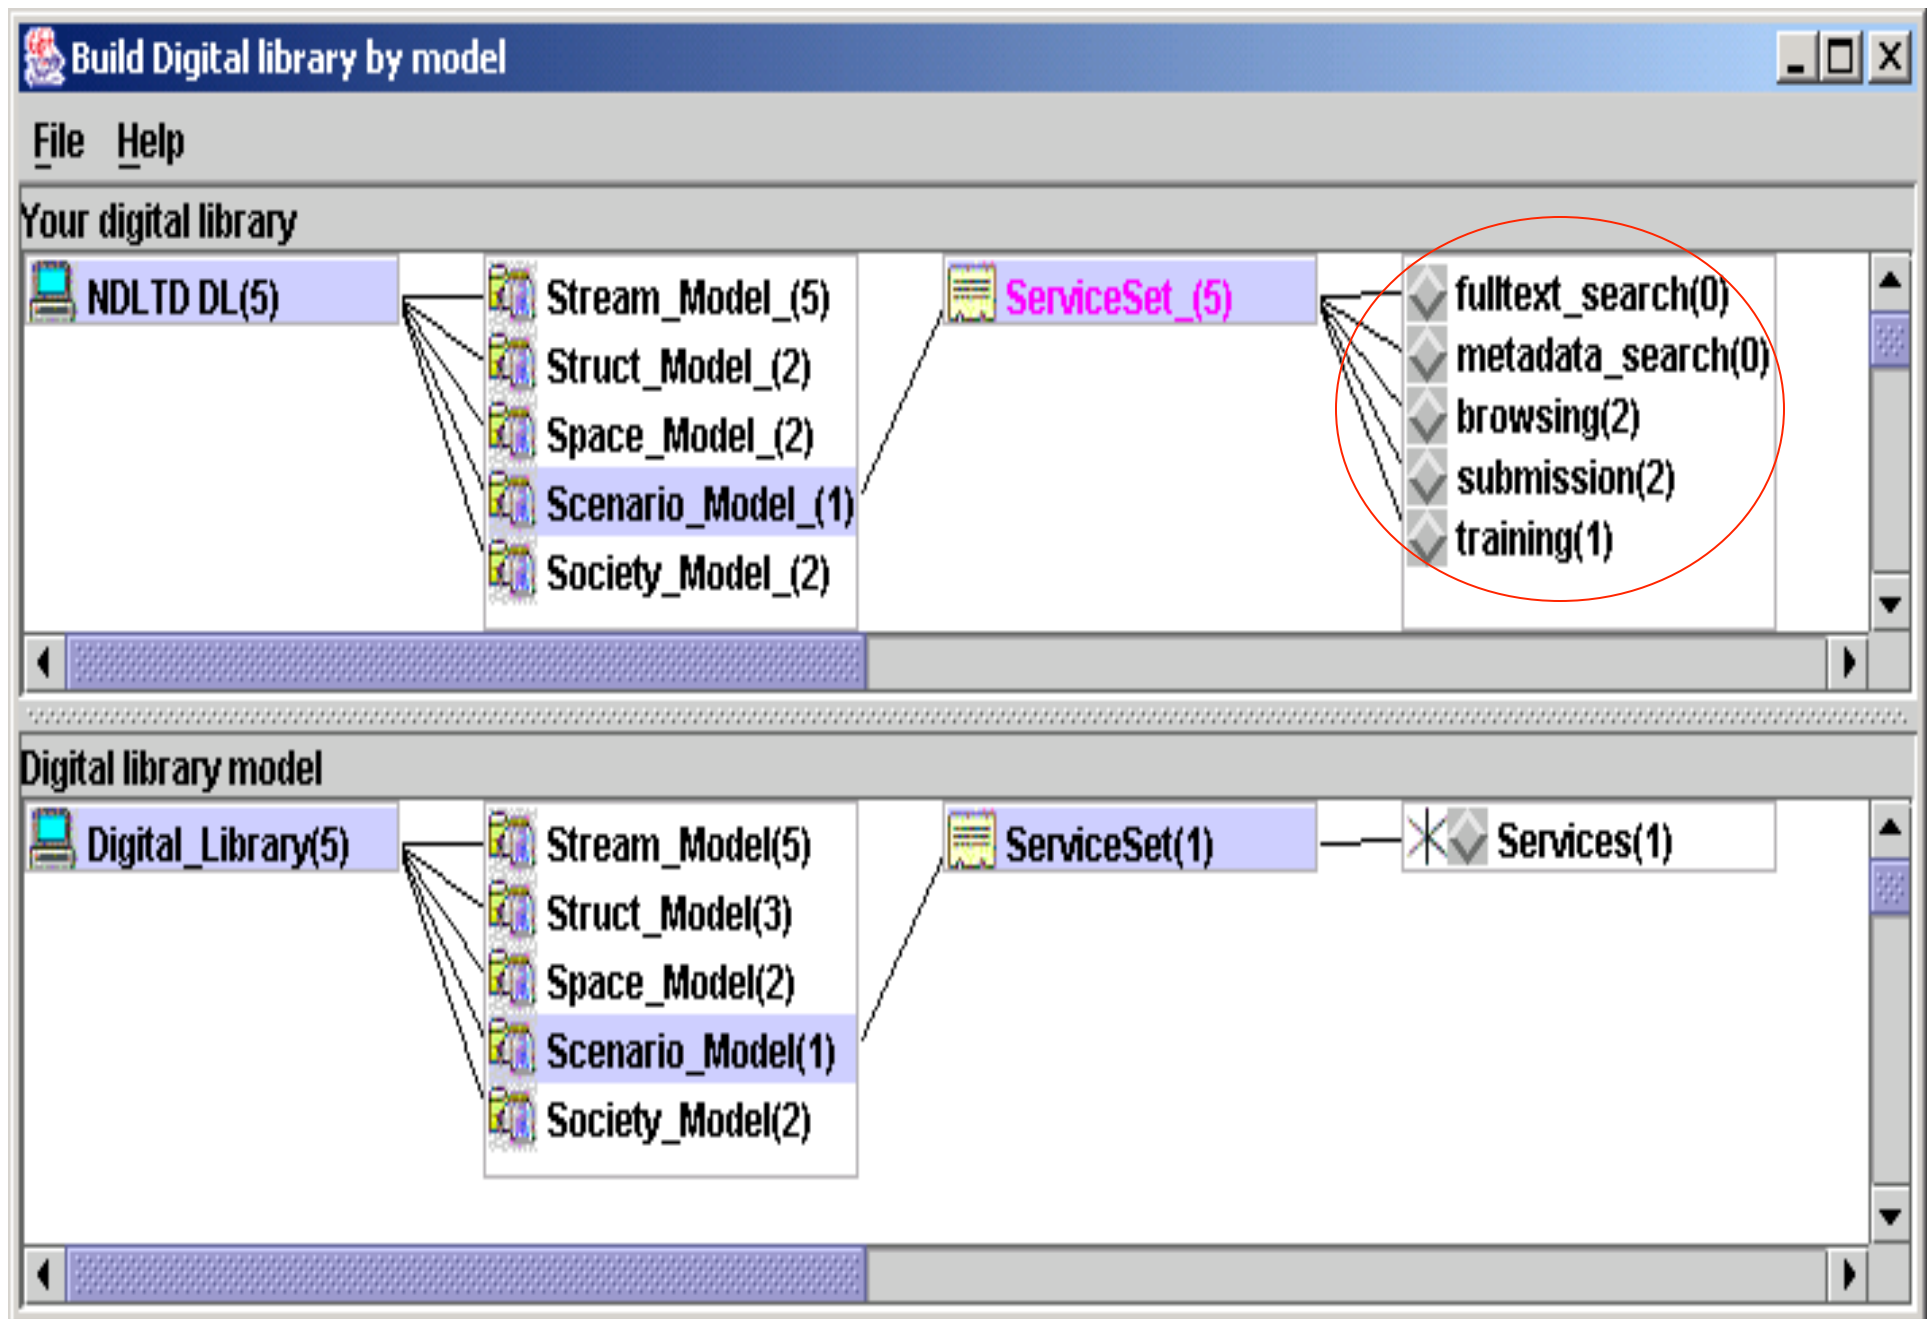 Build Digital library by model
File Help
Your digital library
NDLTD DL(5)
Stream_Model_(5)
Struct_Model_(2)
Space_Model_(2)
Scenario_Model_(1)
Society_Model_(2)
ServiceSet_(5)
fulltext_search(0)
metadata_search(0)
browsing(2)
submission(2)
training(1)
Digital library model
Digital_Library(5)
Stream_Model(5)
Struct_Model(3)
Space_Model(2)
Scenario_Model(1)
Society_Model(2)
ServiceSet(1)
Services(1)